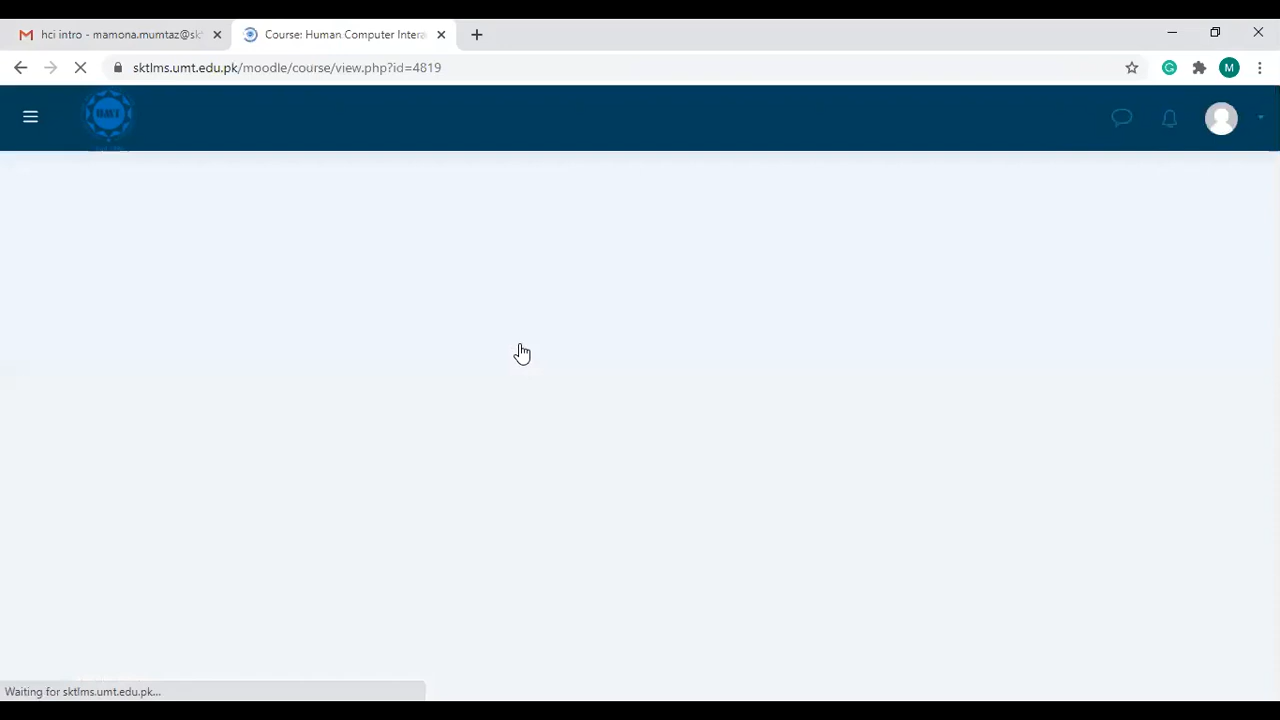 hci intro - mamona.mumtaz@sk
Course: Human Computer Intera
sktlms.umt.edu.pk/moodle/course/view.php?id=4819
M
UMT
Waiting for sktlms.umt.edu.pk...